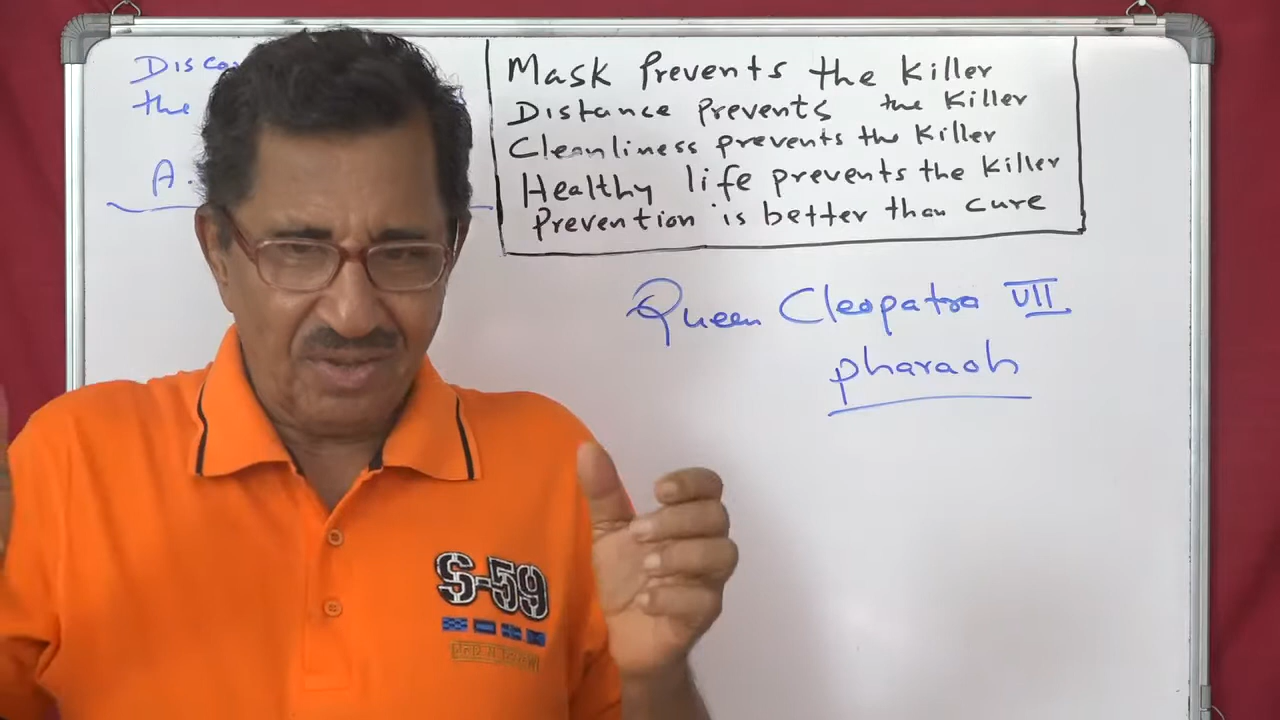 the
A.
Mask Prevents the Killer
Distance prevents the Killer
Cleanliness prevents the Killer
Healthy life prevents the Killer
Prevention is better than cure
Queen Cleopatra VII
pharaoh
S-59